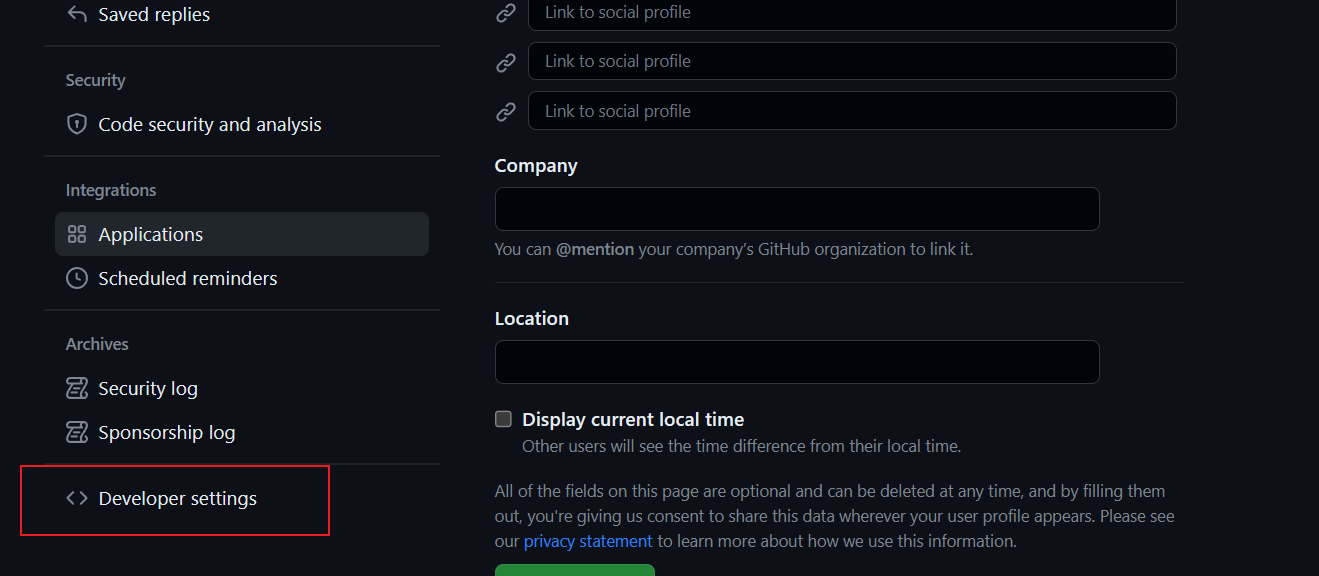 Saved replies
Security
Code security and analysis
Integrations
Applications
Scheduled reminders
Archives
Security log
Sponsorship log
Developer settings
Link to social profile
Link to social profile
Link to social profile
Company
You can @mention your company’s GitHub organization to link it.
Location
Display current local time
Other users will see the time difference from their local time.
All of the fields on this page are optional and can be deleted at any time, and by filling them
out, you're giving us consent to share this data wherever your user profile appears. Please see
our privacy statement to learn more about how we use this information.